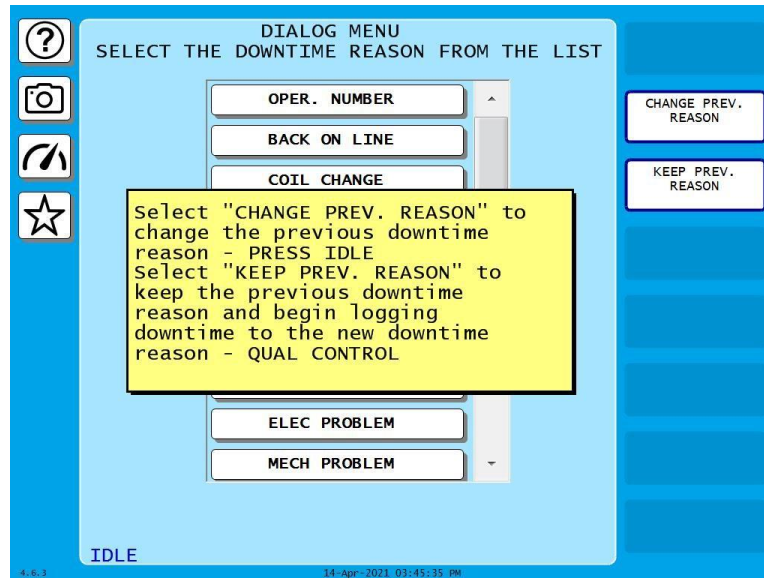 DIALOG MENU
SELECT THE DOWNTIME REASON FROM THE LIST
OPER. NUMBER
BACK ON LINE
COIL CHANGE
Select "CHANGE PREV. REASON" to
change the previous downtime
reason - PRESS IDLE
Select "KEEP PREV. REASON" to
keep the previous downtime
reason and begin logging
downtime to the new downtime
reason - QUAL CONTROL
ELEC PROBLEM
MECH PROBLEM
CHANGE PREV.
REASON
KEEP PREV.
REASON
IDLE
4.6.3
14-Apr-2021 03:45:35 PM